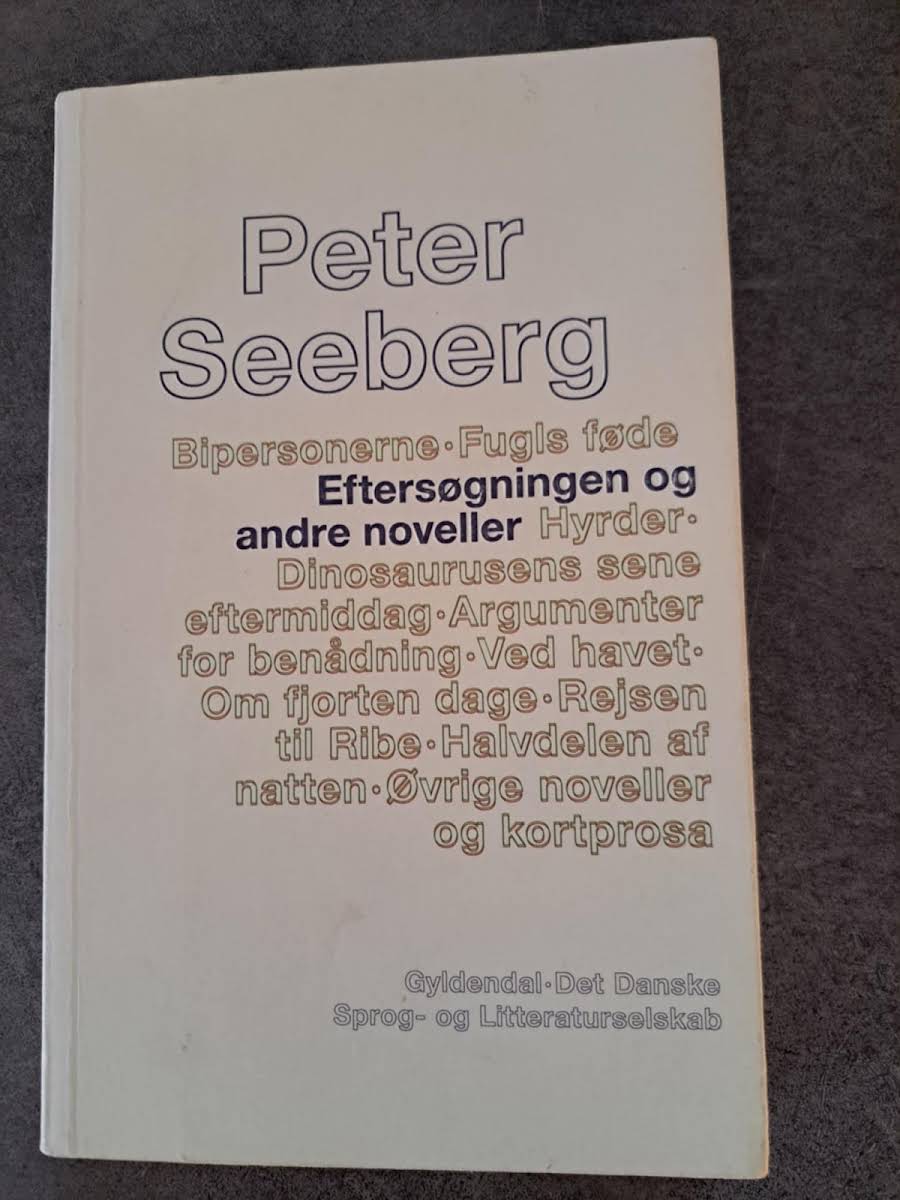 Peter
Seeberg
Bipersonerne·Fugls føde
Eftersøgningen og
andre noveller Hyrder·
Dinosaurusens sene
eftermiddag·Argumenter
for benådning·Ved havet·
Om fjorten dage·Rejsen
til Ribe·Halvdelen af
natten·Øvrige noveller
og kortprosa
Gyldendal·Det Danske
Sprog- og Litteraturselskab